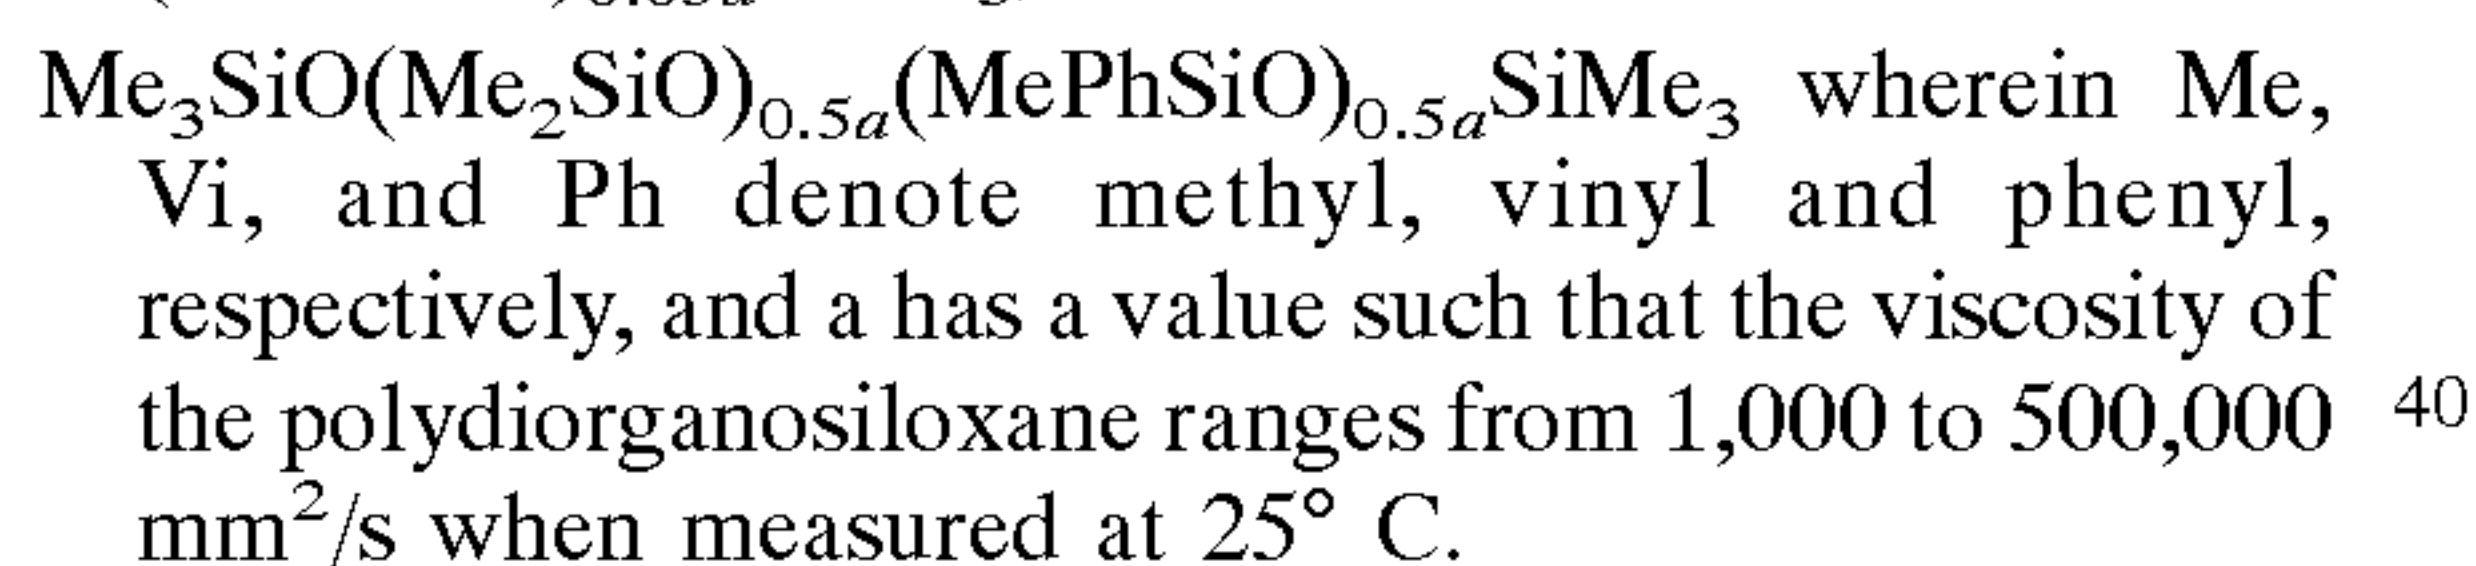 Me₃SiO(Me₂SiO)₀.₅ₐ(MePhSiO)₀.₅ₐSiMe₃ wherein Me,
Vi, and Ph denote methyl, vinyl and phenyl,
respectively, and a has a value such that the viscosity of
the polydiorganosiloxane ranges from 1,000 to 500,000 40
mm²/s when measured at 25° C.